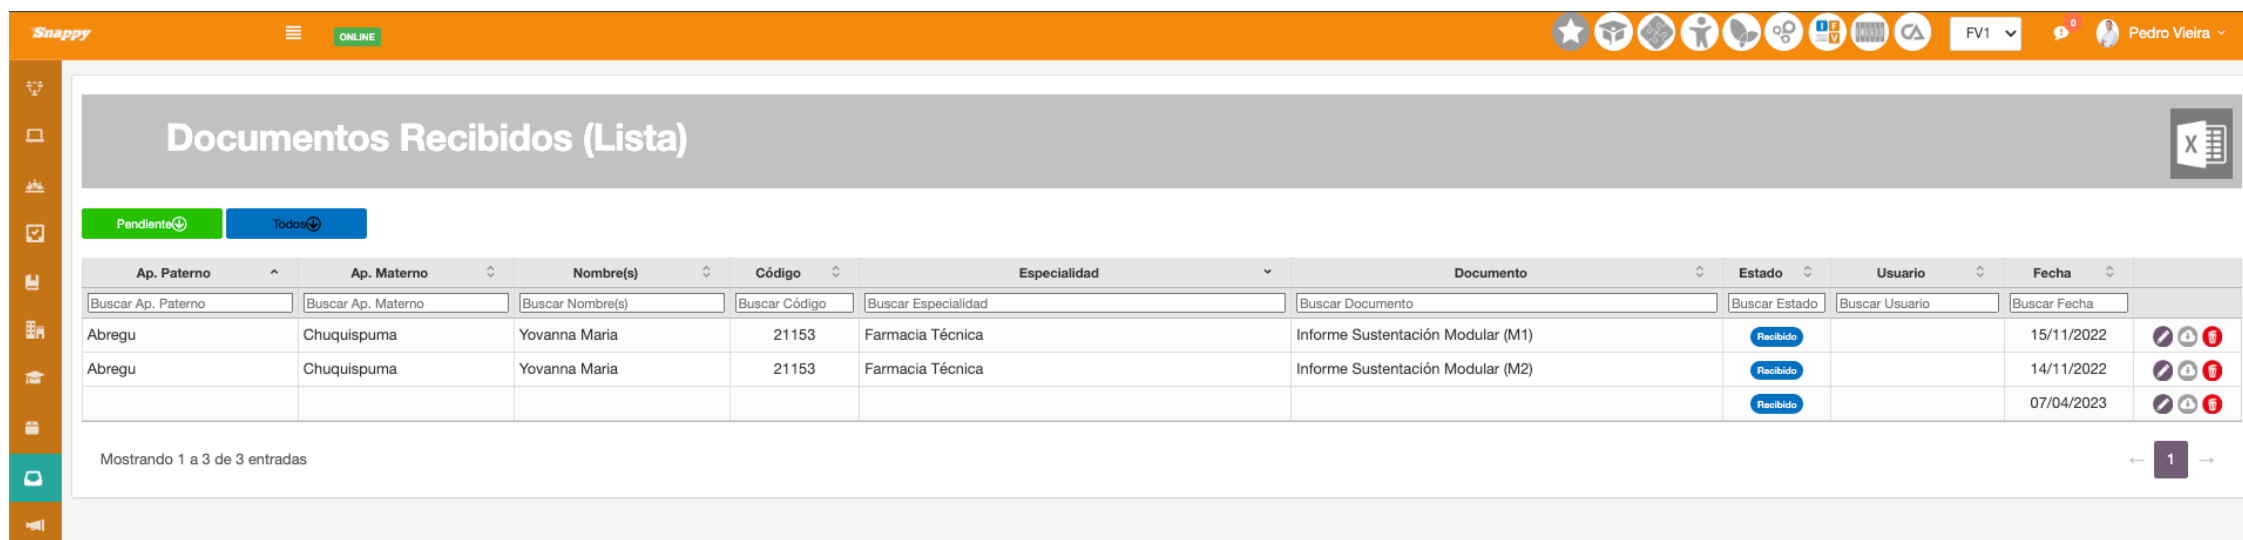 Snappy ONLINE FV1 0 Pedro Vieira
Documentos Recibidos (Lista)
X
Pendiente Todos
Ap. Paterno Ap. Materno Nombre(s) Código Especialidad Documento Estado Usuario Fecha
Buscar Ap. Paterno Buscar Ap. Materno Buscar Nombre(s) Buscar Código Buscar Especialidad Buscar Documento Buscar Estado Buscar Usuario Buscar Fecha
Abregu Chuquispuma Yovanna Maria 21153 Farmacia Técnica Informe Sustentación Modular (M1) Recibido 15/11/2022
Abregu Chuquispuma Yovanna Maria 21153 Farmacia Técnica Informe Sustentación Modular (M2) Recibido 14/11/2022
Recibido 07/04/2023
Mostrando 1 a 3 de 3 entradas ← 1 →